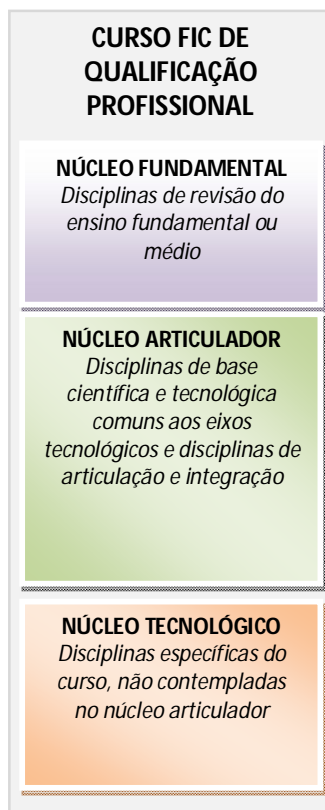 CURSO FIC DE
QUALIFICAÇÃO
PROFISSIONAL
NÚCLEO FUNDAMENTAL
Disciplinas de revisão do
ensino fundamental ou
médio
NÚCLEO ARTICULADOR
Disciplinas de base
científica e tecnológica
comuns aos eixos
tecnológicos e disciplinas de
articulação e integração
NÚCLEO TECNOLÓGICO
Disciplinas específicas do
curso, não contempladas
no núcleo articulador